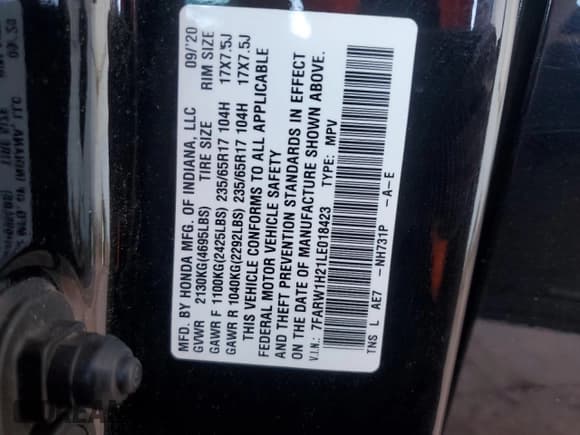 MFD. BY HONDA MFG. OF INDIANA, LLC 09/'20
GVWR 2130KG(4695LBS) TIRE SIZE RIM SIZE
GAWR F 1100KG(2425LBS) 235/65R17 104H 17X7.5J
GAWR R 1040KG(2292LBS) 235/65R17 104H 17X7.5J
THIS VEHICLE CONFORMS TO ALL APPLICABLE
FEDERAL MOTOR VEHICLE SAFETY
AND THEFT PREVENTION STANDARDS IN EFFECT
ON THE DATE OF MANUFACTURE SHOWN ABOVE.
V.I.N.: 7FARW1H21LE018423 TYPE: MPV
TNS L AE7 -NH731P -A-E